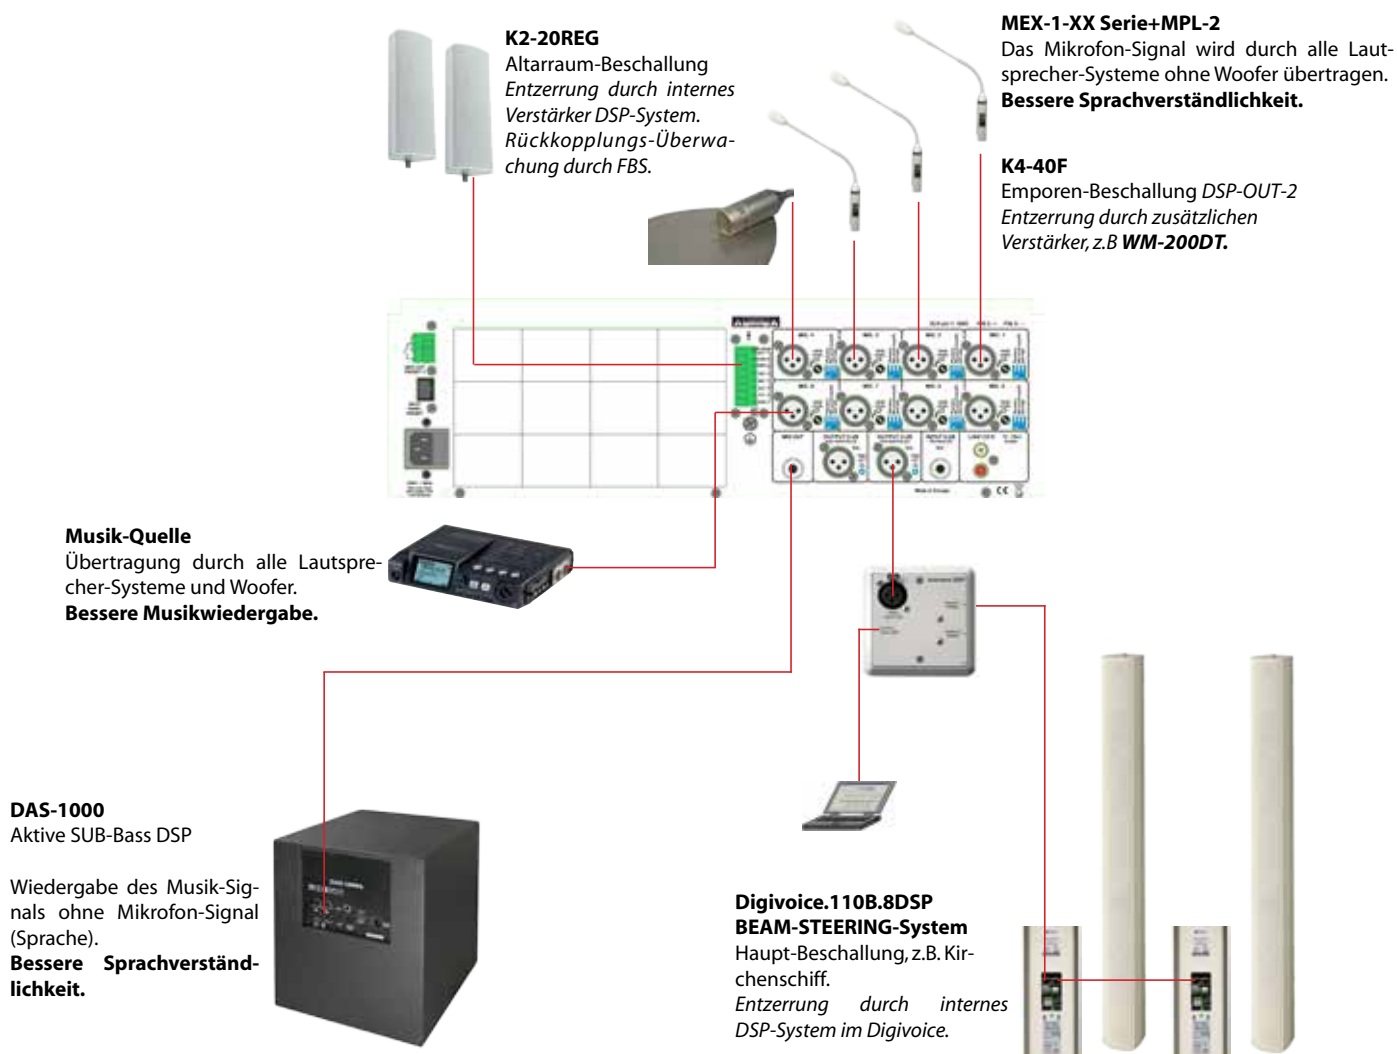 K2-20REG
Altarraum-Beschallung
Entzerrung durch internes
Verstärker DSP-System.
Rückkopplungs-Überwa-
chung durch FBS.
MEX-1-XX Serie+MPL-2
Das Mikrofon-Signal wird durch alle Laut-
sprecher-Systeme ohne Woofer übertragen.
Bessere Sprachverständlichkeit.
K4-40F
Emporen-Beschallung DSP-OUT-2
Entzerrung durch zusätzlichen
Verstärker, z.B WM-200DT.
Musik-Quelle
Übertragung durch alle Lautspre-
cher-Systeme und Woofer.
Bessere Musikwiedergabe.
DAS-1000
Aktive SUB-Bass DSP
Wiedergabe des Musik-Sig-
nals ohne Mikrofon-Signal
(Sprache).
Bessere Sprachverständ-
lichkeit.
Digivoice.110B.8DSP
BEAM-STEERING-System
Haupt-Beschallung, z.B. Kir-
chenschiff.
Entzerrung durch internes
DSP-System im Digivoice.